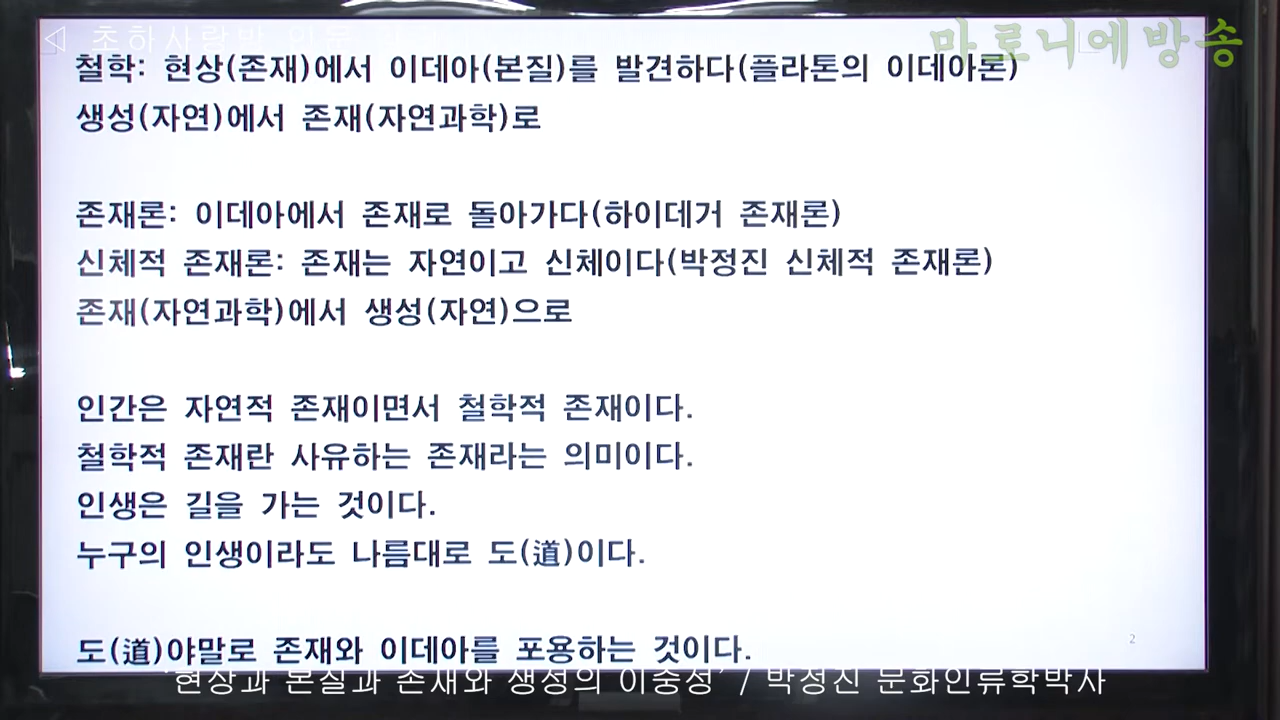 ◁ 초하사랑방 인문
마로니에방송
철학: 현상(존재)에서 이데아(본질)를 발견하다(플라톤의 이데아론)
생성(자연)에서 존재(자연과학)로
존재론: 이데아에서 존재로 돌아가다(하이데거 존재론)
신체적 존재론: 존재는 자연이고 신체이다(박정진 신체적 존재론)
존재(자연과학)에서 생성(자연)으로
인간은 자연적 존재이면서 철학적 존재이다.
철학적 존재란 사유하는 존재라는 의미이다.
인생은 길을 가는 것이다.
누구의 인생이라도 나름대로 도(道)이다.
도(道)야말로 존재와 이데아를 포용하는 것이다.
2
'현상과 본질과 존재와 생성의 이중성' / 박정진 문화인류학박사